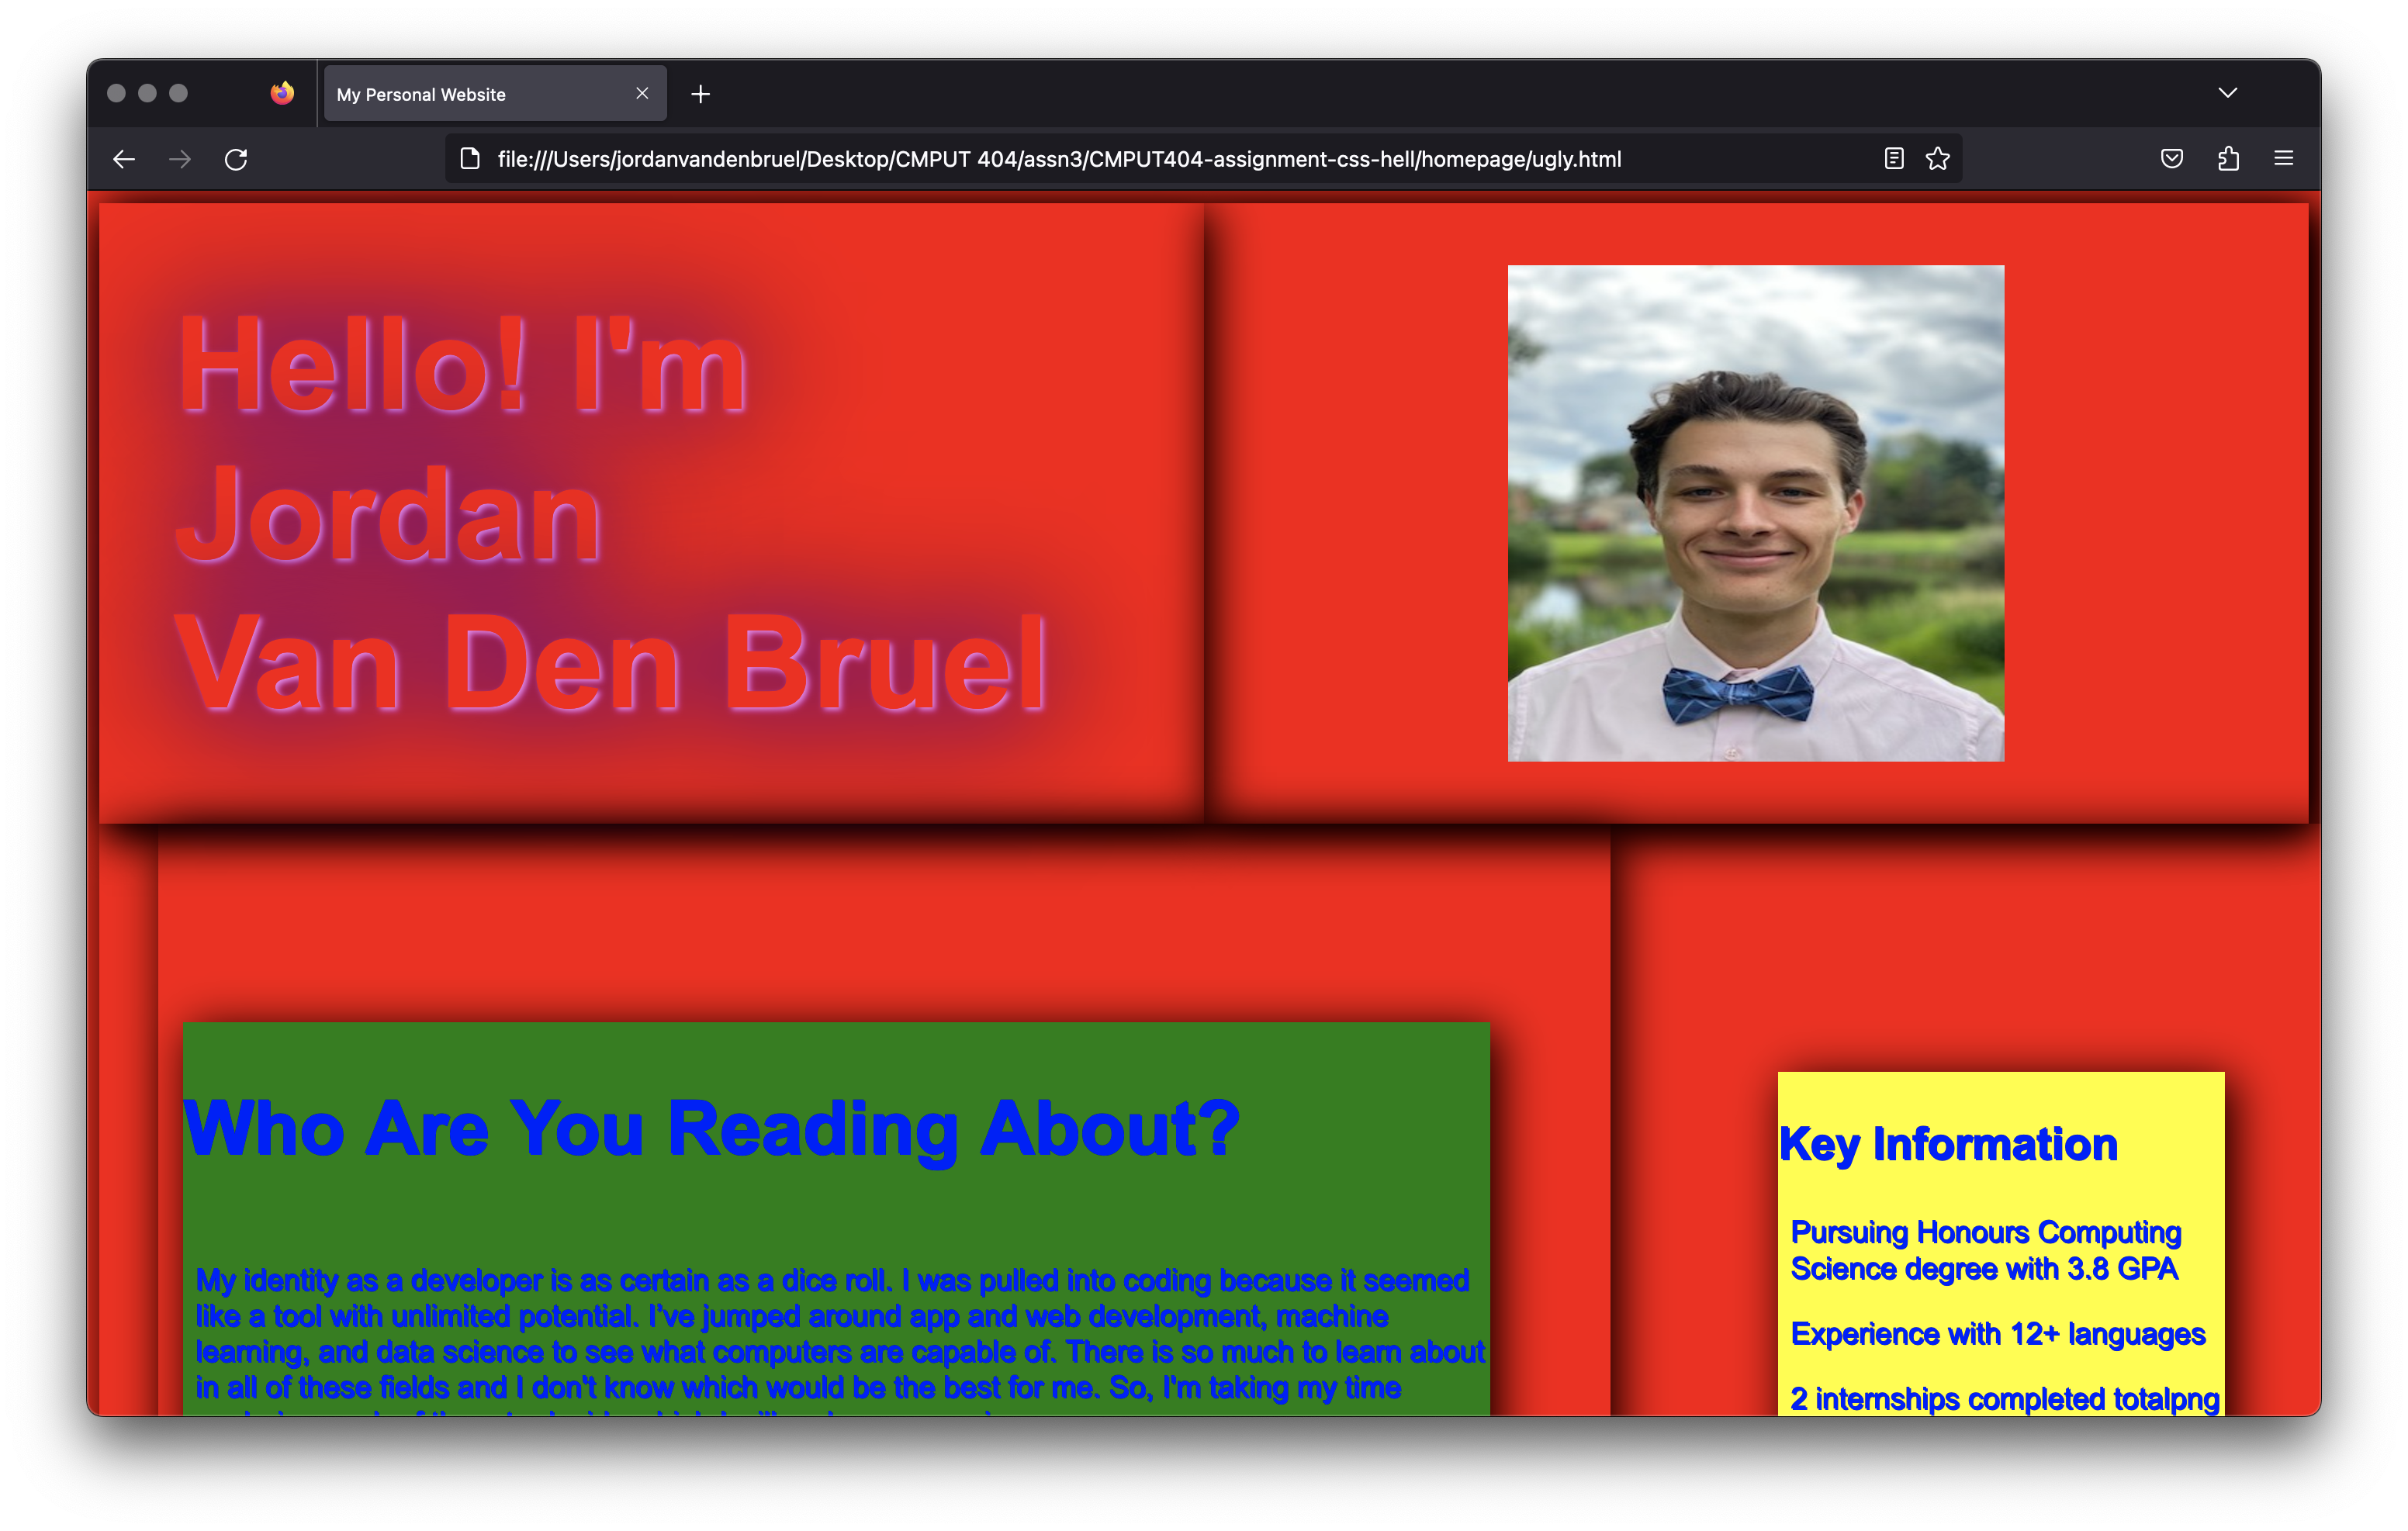 My Personal Website
file:///Users/jordanvandenbruel/Desktop/CMPUT 404/assn3/CMPUT404-assignment-css-hell/homepage/ugly.html
Hello! I'm
Jordan
Van Den Bruel
Who Are You Reading About?
My identity as a developer is as certain as a dice roll. I was pulled into coding because it seemed
like a tool with unlimited potential. I've jumped around app and web development, machine
learning, and data science to see what computers are capable of. There is so much to learn about
in all of these fields and I don't know which would be the best for me. So, I'm taking my time
Key Information
Pursuing Honours Computing
Science degree with 3.8 GPA
Experience with 12+ languages
2 internships completed totalpng